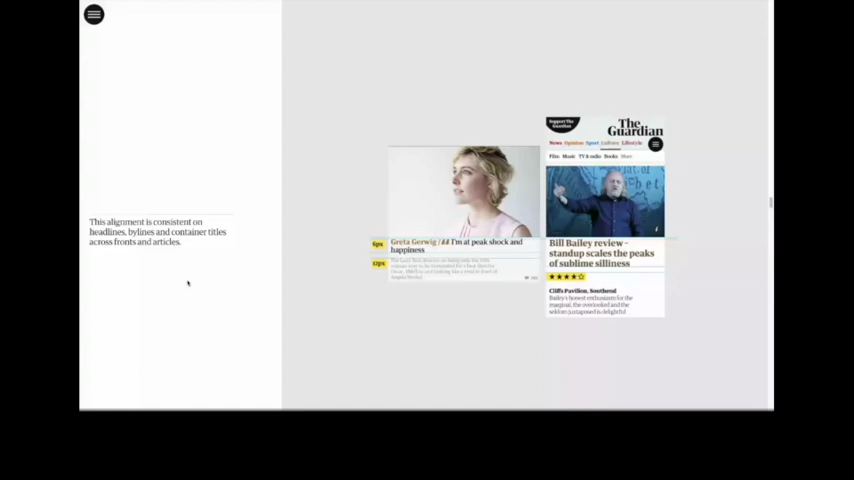 This alignment is consistent on
headlines, bylines and container titles
across fronts and articles.
6px
Greta Gerwig / I'm at peak shock and
happiness
12px
Support The
Guardian
The
Guardian
News Opinion Sport Culture Lifestyle
Film Music TV & radio Books More
Bill Bailey review –
standup scales the peaks
of sublime silliness
Cliffs Pavilion, Southend
Bailey's honest enthusiasm for the
marginal, the overlooked and the
seldom juxtaposed is delightful